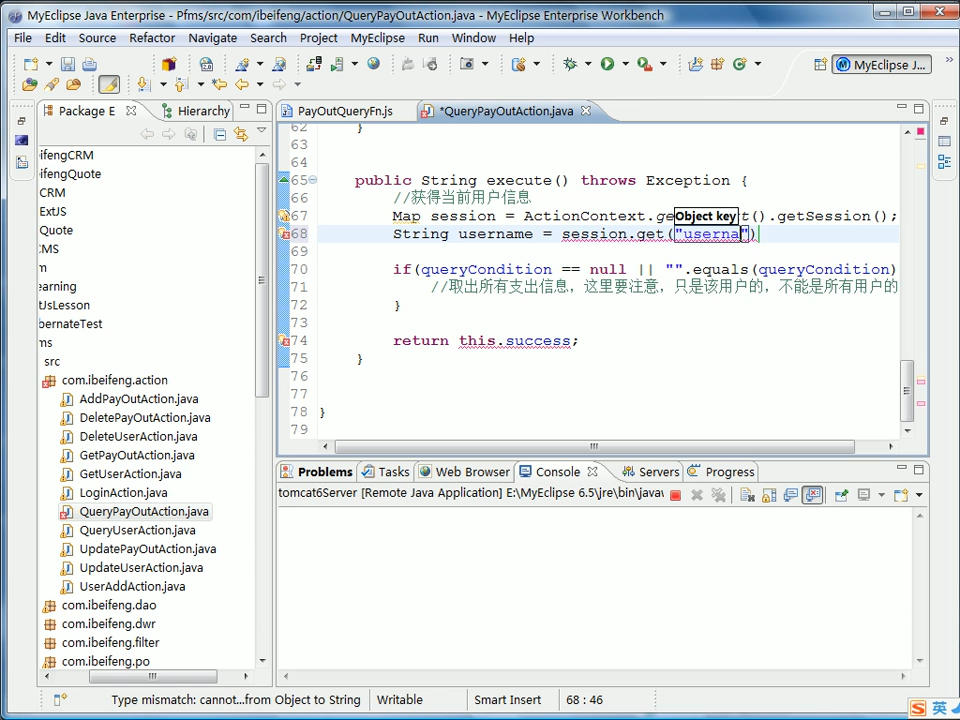 MyEclipse Java Enterprise - Pfms/src/com/ibeifeng/action/QueryPayOutAction.java - MyEclipse Enterprise Workbench
File Edit Source Refactor Navigate Search Project MyEclipse Run Window Help
MyEclipse J...
Package E
Hierarchy
eifengCRM
eifengQuote
CRM
ExtJS
Quote
CMS
m
earning
tUsLesson
bernateTest
ms
src
com.ibeifeng.action
AddPayOutAction.java
DeletePayOutAction.java
DeleteUserAction.java
GetPayOutAction.java
GetUserAction.java
LoginAction.java
QueryPayOutAction.java
QueryUserAction.java
UpdatePayOutAction.java
UpdateUserAction.java
UserAddAction.java
com.ibeifeng.dao
com.ibeifeng.dwr
com.ibeifeng.filter
com.ibeifeng.po
PayOutQueryFn.js
*QueryPayOutAction.java
62 }
63
64
65 public String execute() throws Exception {
66 //获得当前用户信息
67 Map session = ActionContext.ge t().getSession();
Object key
68 String username = session.get("userna")
69
70 if(queryCondition == null || "".equals(queryCondition)
71 //取出所有支出信息，这里要注意，只是该用户的，不能是所有用户的
72 }
73
74 return this.success;
75 }
76
77
78 }
79
Problems Tasks Web Browser Console Servers Progress
tomcat6Server [Remote Java Application] E:\MyEclipse 6.5\jre\bin\javaw
Type mismatch: cannot...from Object to String
Writable
Smart Insert
68 : 46
英